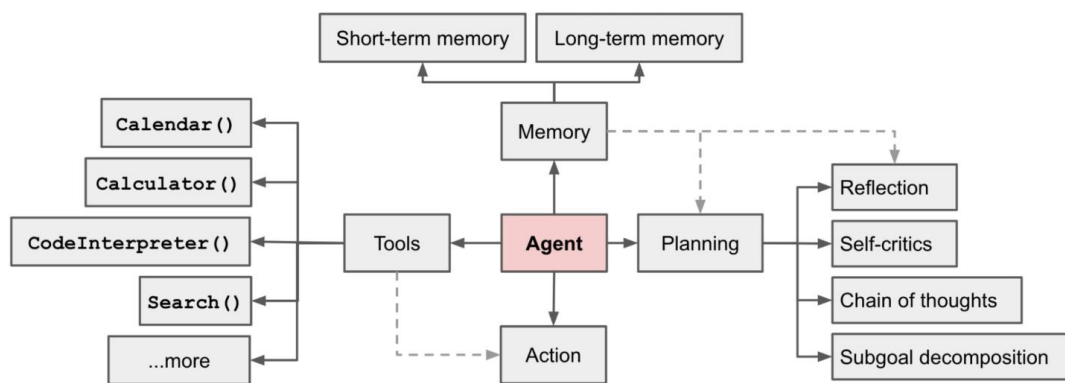 Short-term memory
Long-term memory
Calendar()
Memory
Calculator()
Reflection
CodeInterpreter()
Tools
Agent
Planning
Self-critics
Search()
Chain of thoughts
...more
Action
Subgoal decomposition